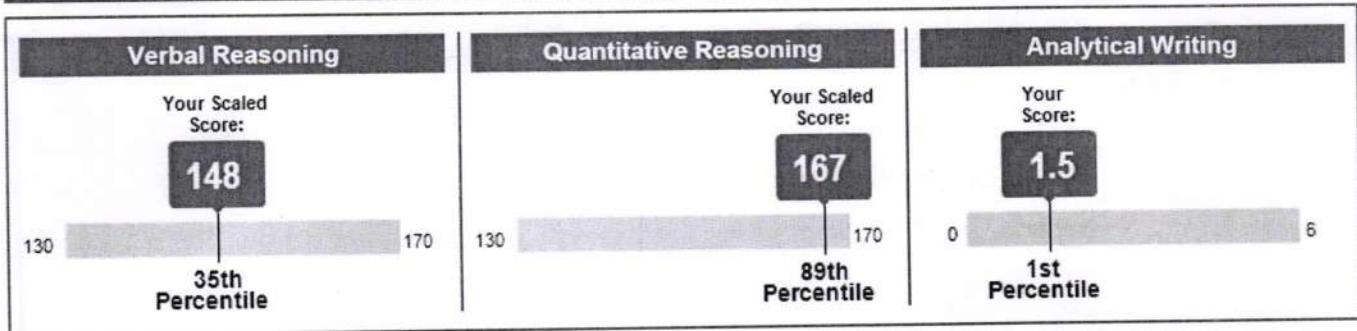 Verbal Reasoning
Your Scaled
Score:
148
130
170
35th
Percentile
Quantitative Reasoning
Your Scaled
Score:
167
130
170
89th
Percentile
Analytical Writing
Your
Score:
1.5
0
6
1st
Percentile